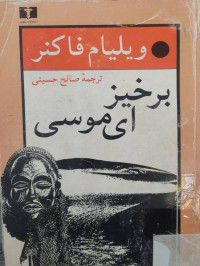 ویلیام فاکنر
ترجمهٔ صالح حسینی
برخیز
ای موسی